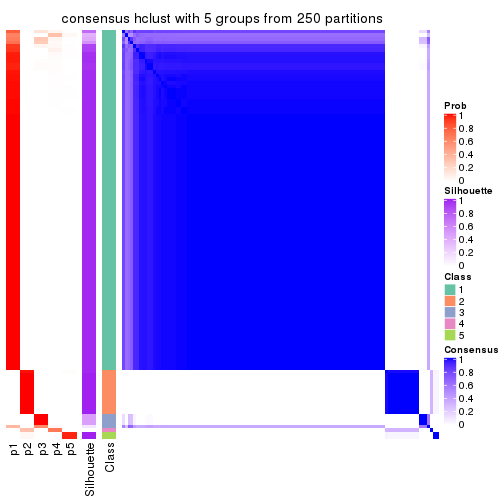 consensus hclust with 5 groups from 250 partitions
Prob
1
0.8
0.6
0.4
0.2
0
Silhouette
1
0.8
0.6
0.4
0.2
0
Class
1
2
3
4
5
Consensus
1
0.8
0.6
0.4
0.2
0
p1
p2
p3
p4
p5
Silhouette
Class